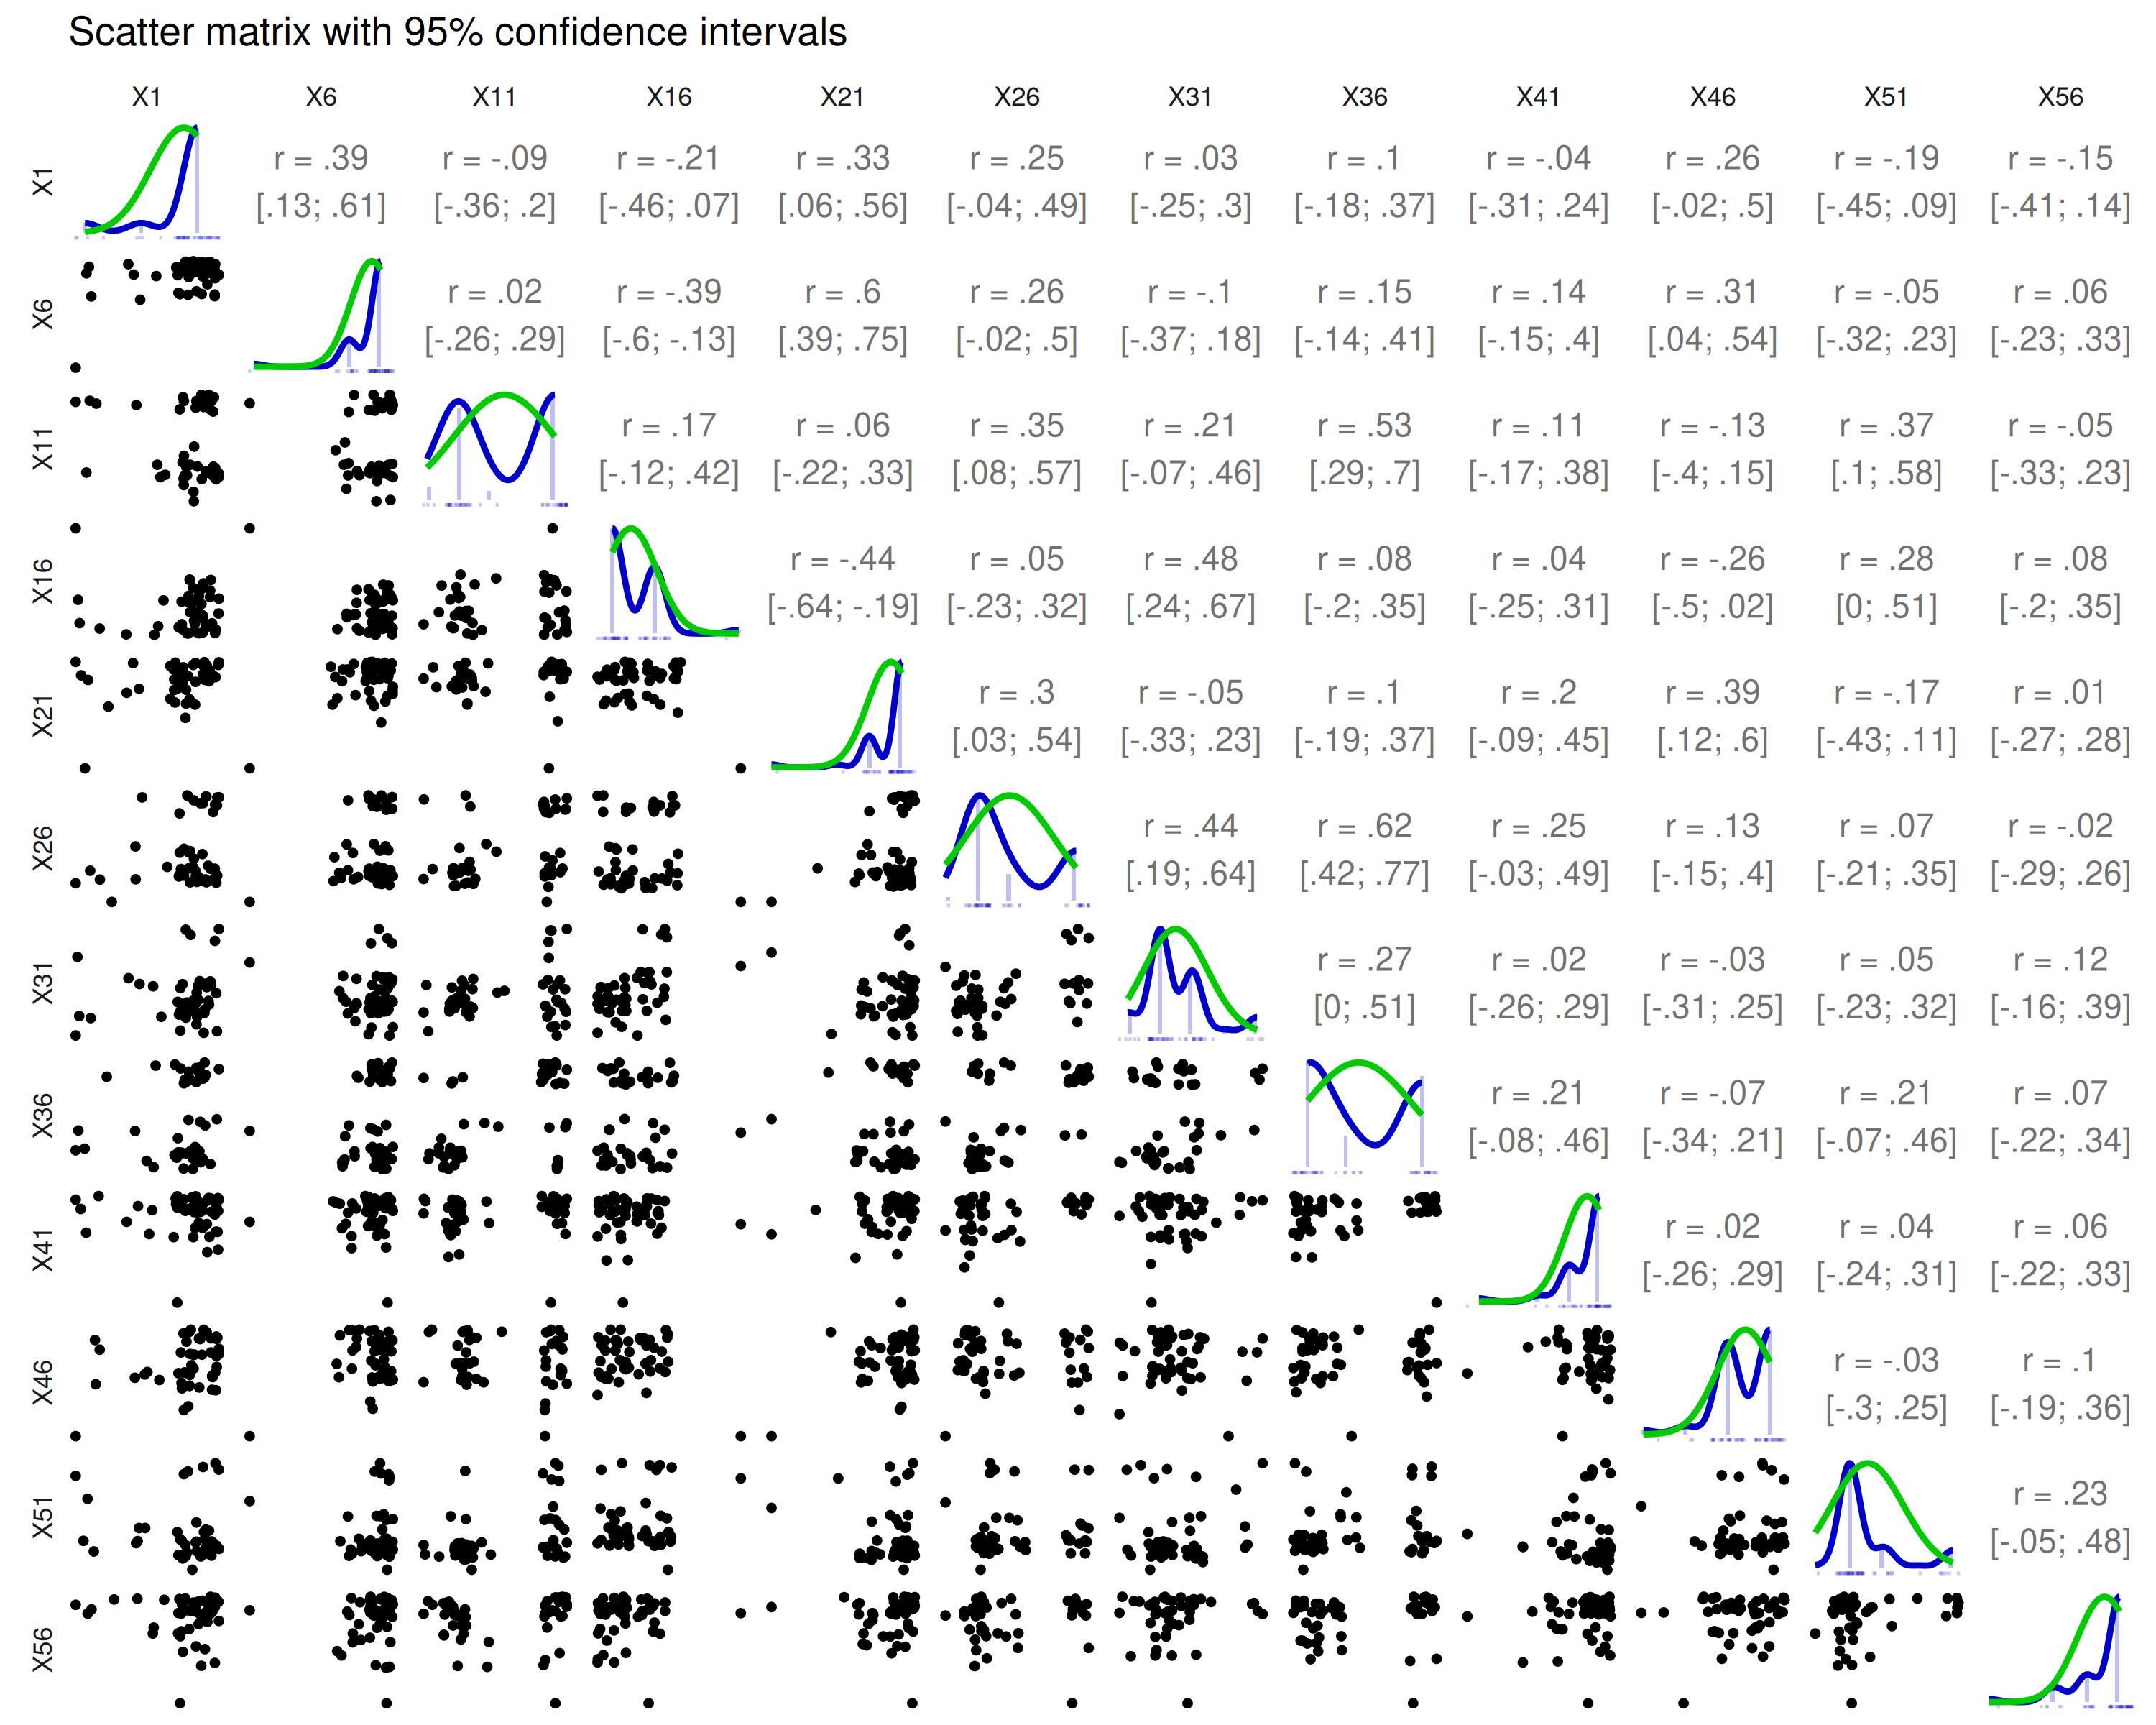 Scatter matrix with 95% confidence intervals
X1 X6 X11 X16 X21 X26 X31 X36 X41 X46 X51 X56
X1
r = .39 r = -.09 r = -.21 r = .33 r = .25 r = .03 r = .1 r = -.04 r = .26 r = -.19 r = -.15
[.13; .61] [-.36; .2] [-.46; .07] [.06; .56] [-.04; .49] [-.25; .3] [-.18; .37] [-.31; .24] [-.02; .5] [-.45; .09] [-.41; .14]
X6
r = .02 r = -.39 r = .6 r = .26 r = -.1 r = .15 r = .14 r = .31 r = -.05 r = .06
[-.26; .29] [-.6; -.13] [.39; .75] [-.02; .5] [-.37; .18] [-.14; .41] [-.15; .4] [.04; .54] [-.32; .23] [-.23; .33]
X11
r = .17 r = .06 r = .35 r = .21 r = .53 r = .11 r = -.13 r = .37 r = -.05
[-.12; .42] [-.22; .33] [.08; .57] [-.07; .46] [.29; .7] [-.17; .38] [-.4; .15] [.1; .58] [-.33; .23]
X16
r = -.44 r = .05 r = .48 r = .08 r = .04 r = -.26 r = .28 r = .08
[-.64; -.19] [-.23; .32] [.24; .67] [-.2; .35] [-.25; .31] [-.5; .02] [0; .51] [-.2; .35]
X21
r = .3 r = -.05 r = .1 r = .2 r = .39 r = -.17 r = .01
[.03; .54] [-.33; .23] [-.19; .37] [-.09; .45] [.12; .6] [-.43; .11] [-.27; .28]
X26
r = .44 r = .62 r = .25 r = .13 r = .07 r = -.02
[.19; .64] [.42; .77] [-.03; .49] [-.15; .4] [-.21; .35] [-.29; .26]
X31
r = .27 r = .02 r = -.03 r = .05 r = .12
[0; .51] [-.26; .29] [-.31; .25] [-.23; .32] [-.16; .39]
X36
r = .21 r = -.07 r = .21 r = .07
[-.08; .46] [-.34; .21] [-.07; .46] [-.22; .34]
X41
r = .02 r = .04 r = .06
[-.26; .29] [-.24; .31] [-.22; .33]
X46
r = -.03 r = .1
[-.3; .25] [-.19; .36]
X51
r = .23
[-.05; .48]
X56